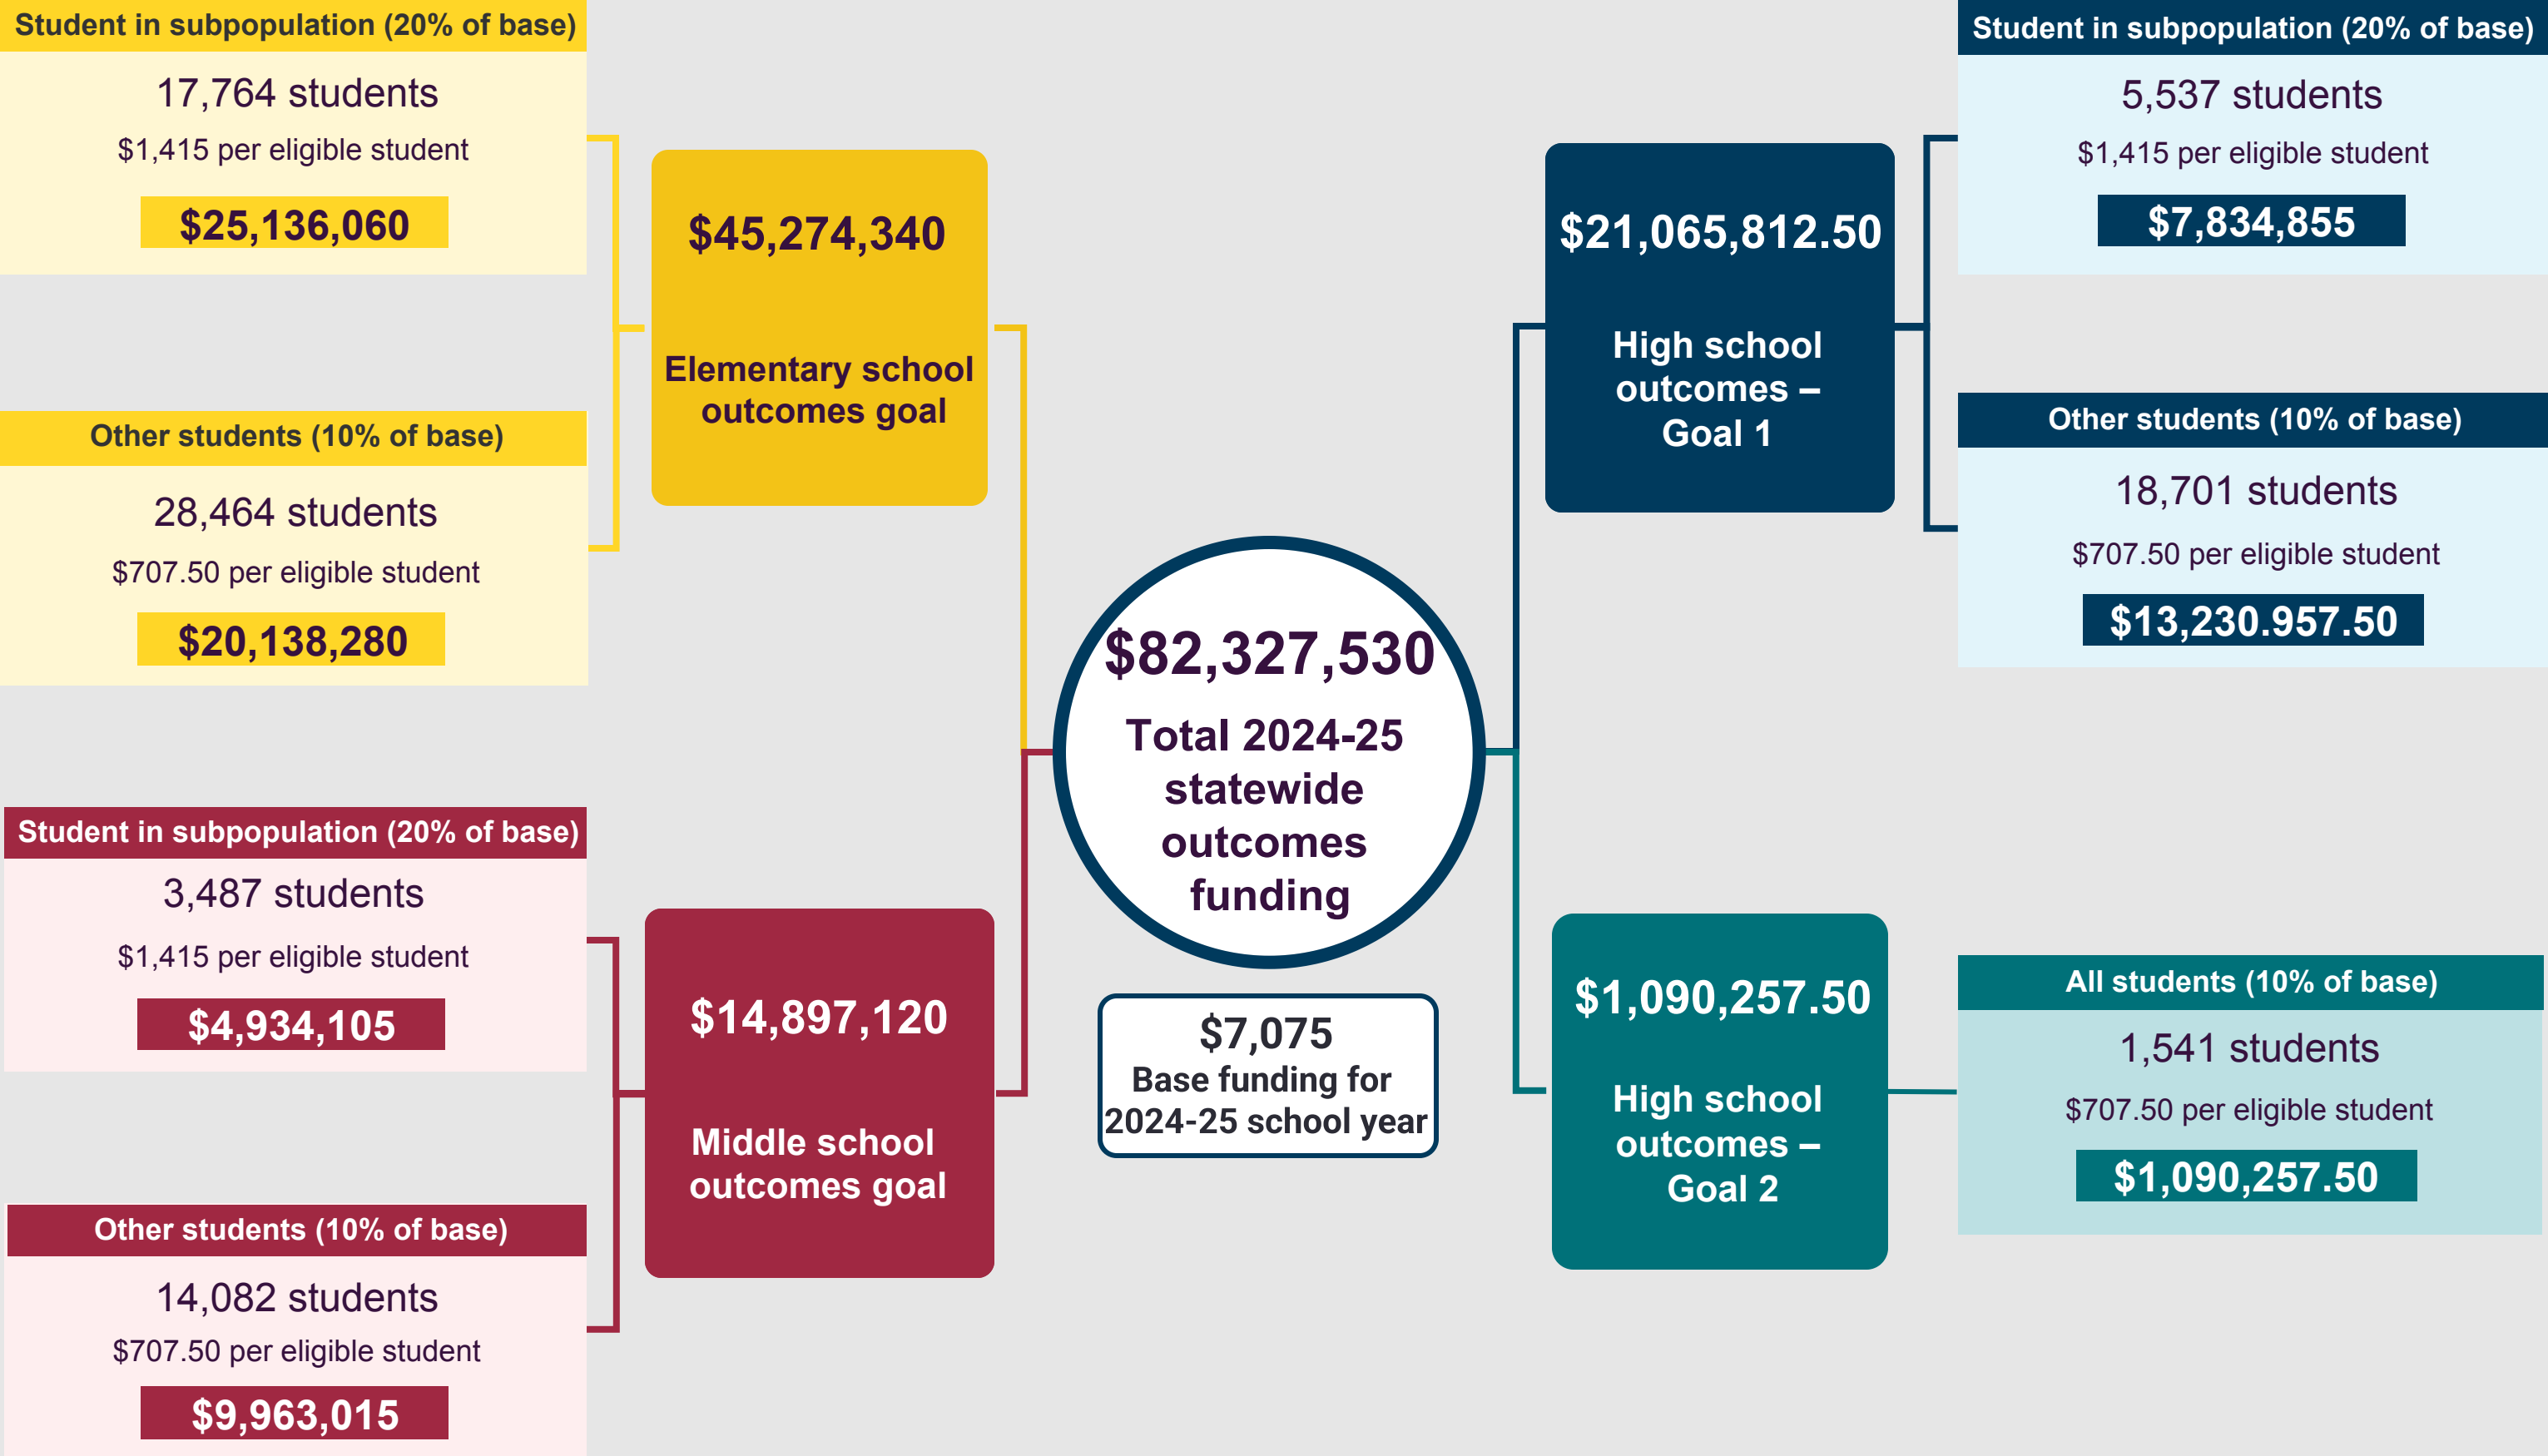 Student in subpopulation (20% of base)
17,764 students
$1,415 per eligible student
$25,136,060
Other students (10% of base)
28,464 students
$707.50 per eligible student
$20,138,280
$45,274,340
Elementary school
outcomes goal
Student in subpopulation (20% of base)
3,487 students
$1,415 per eligible student
$4,934,105
Other students (10% of base)
14,082 students
$707.50 per eligible student
$9,963,015
$14,897,120
Middle school
outcomes goal
$82,327,530
Total 2024-25
statewide
outcomes
funding
$7,075
Base funding for
2024-25 school year
$21,065,812.50
High school
outcomes –
Goal 1
Student in subpopulation (20% of base)
5,537 students
$1,415 per eligible student
$7,834,855
Other students (10% of base)
18,701 students
$707.50 per eligible student
$13,230.957.50
$1,090,257.50
High school
outcomes –
Goal 2
All students (10% of base)
1,541 students
$707.50 per eligible student
$1,090,257.50